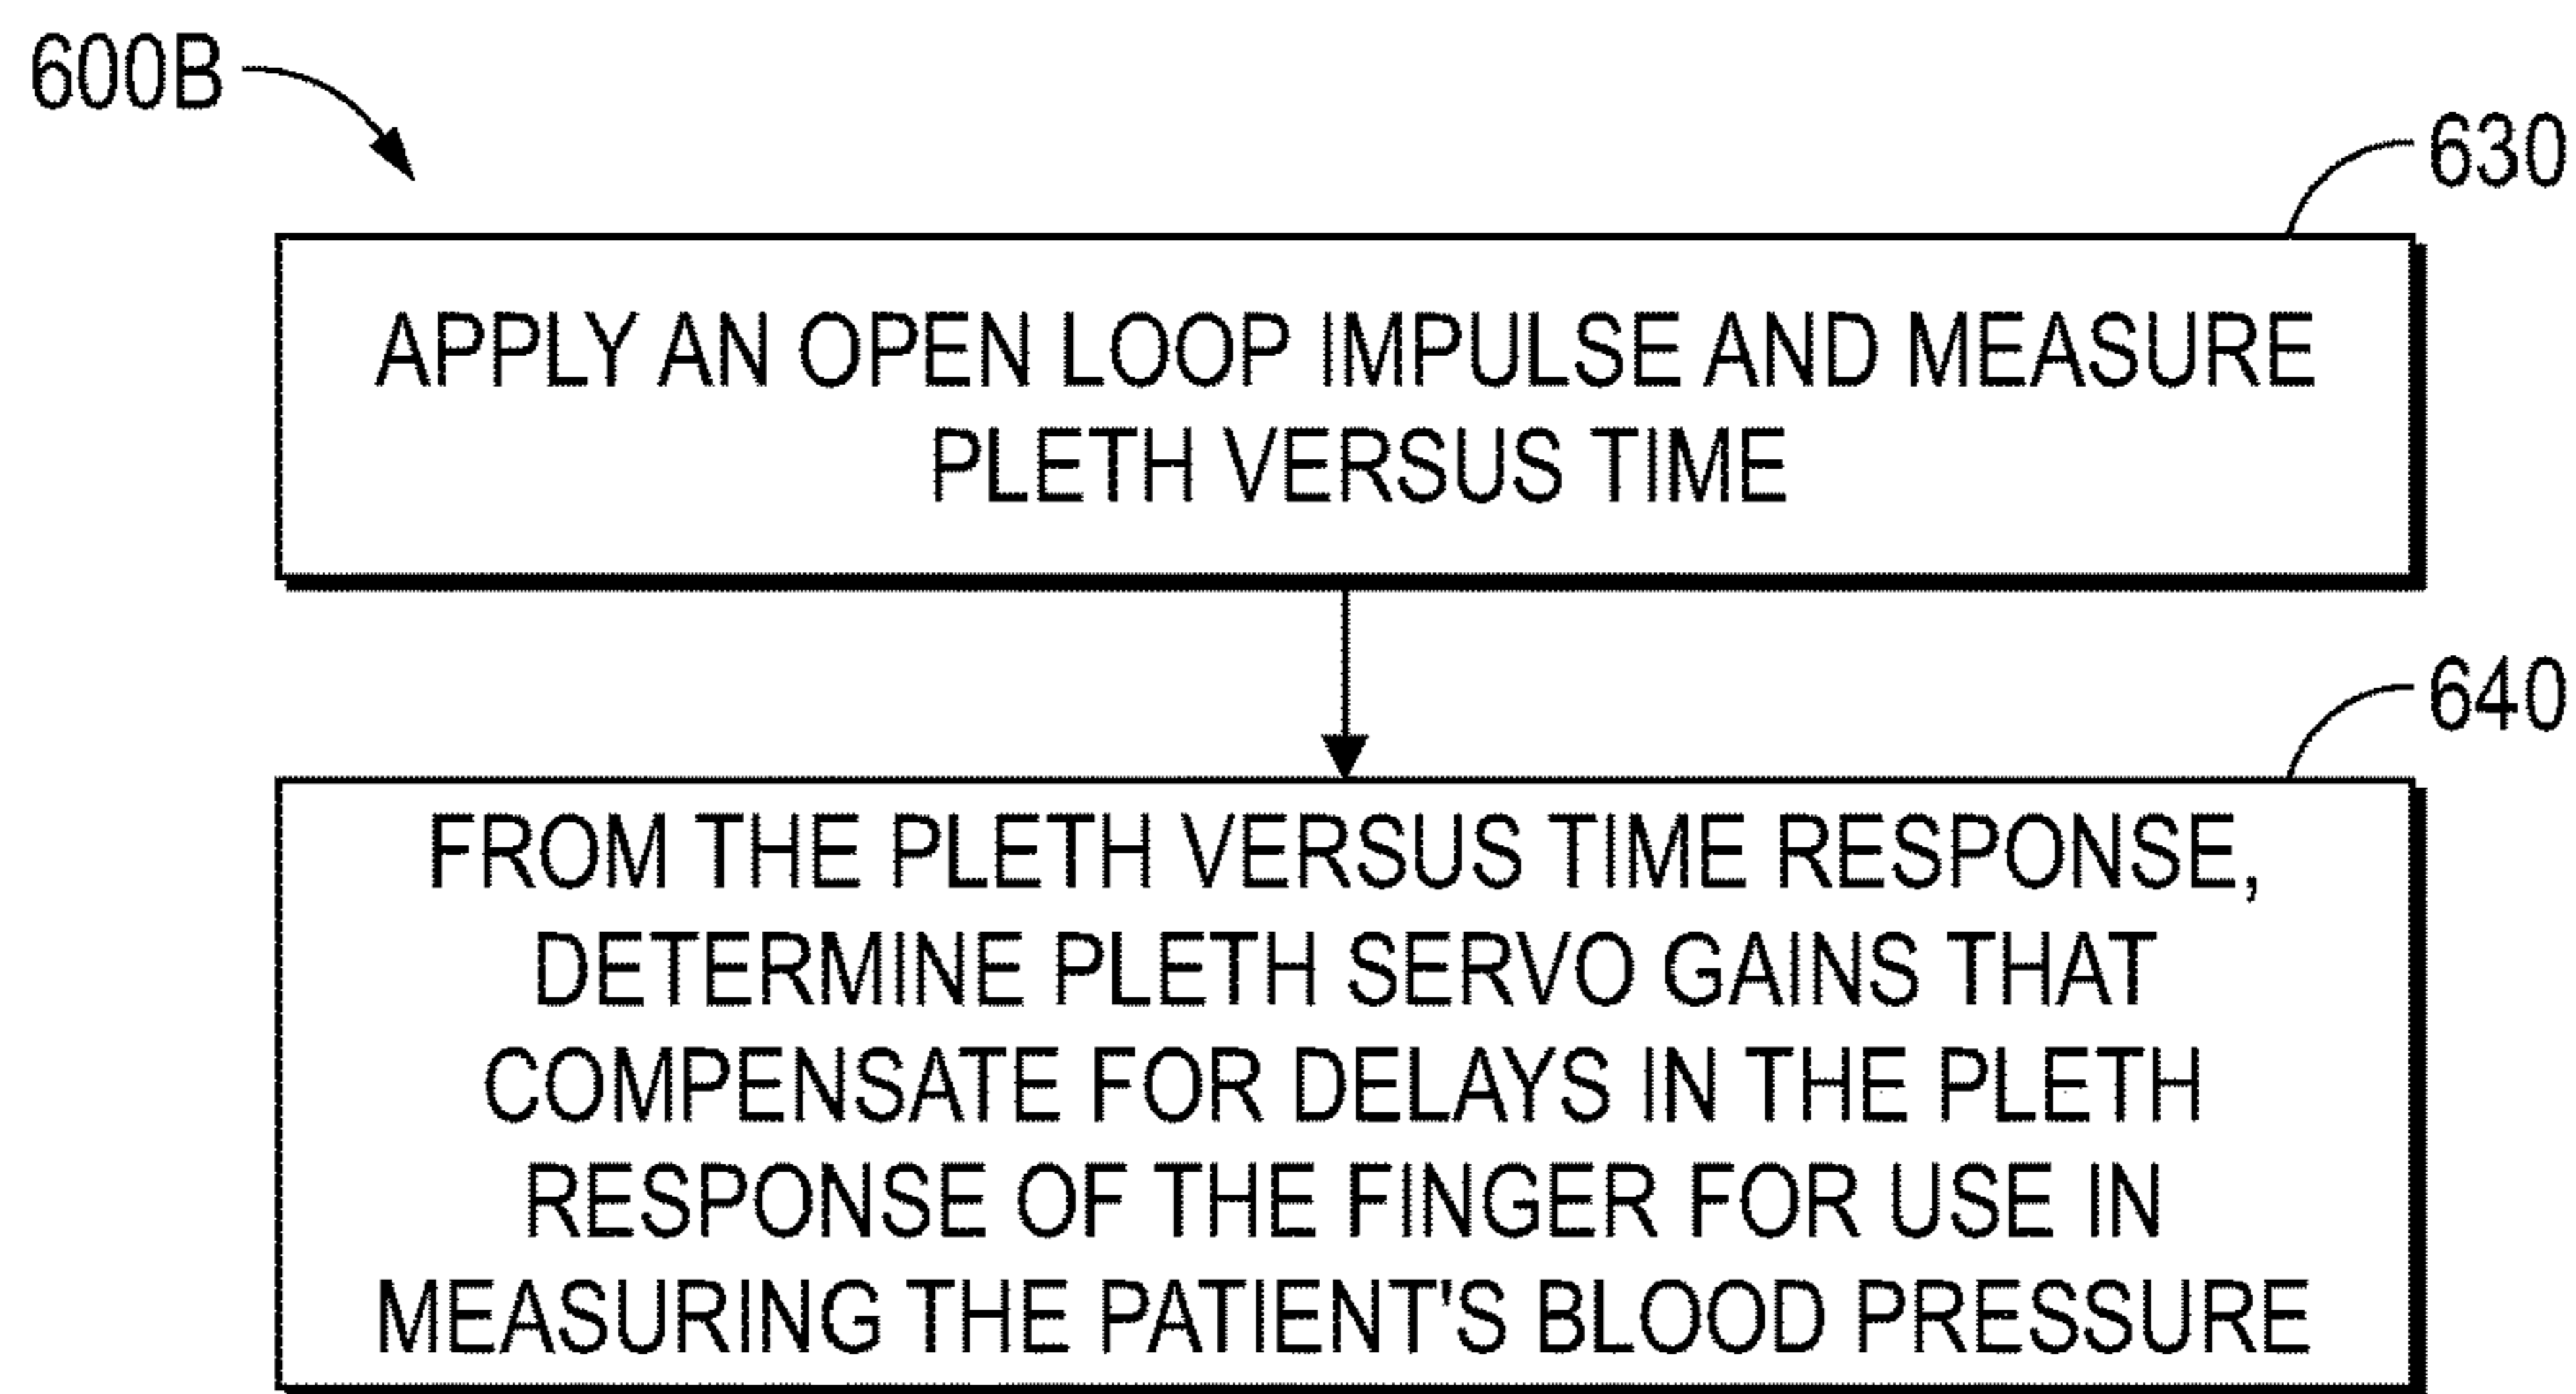 600B
630
APPLY AN OPEN LOOP IMPULSE AND MEASURE
PLETH VERSUS TIME
640
FROM THE PLETH VERSUS TIME RESPONSE,
DETERMINE PLETH SERVO GAINS THAT
COMPENSATE FOR DELAYS IN THE PLETH
RESPONSE OF THE FINGER FOR USE IN
MEASURING THE PATIENT'S BLOOD PRESSURE